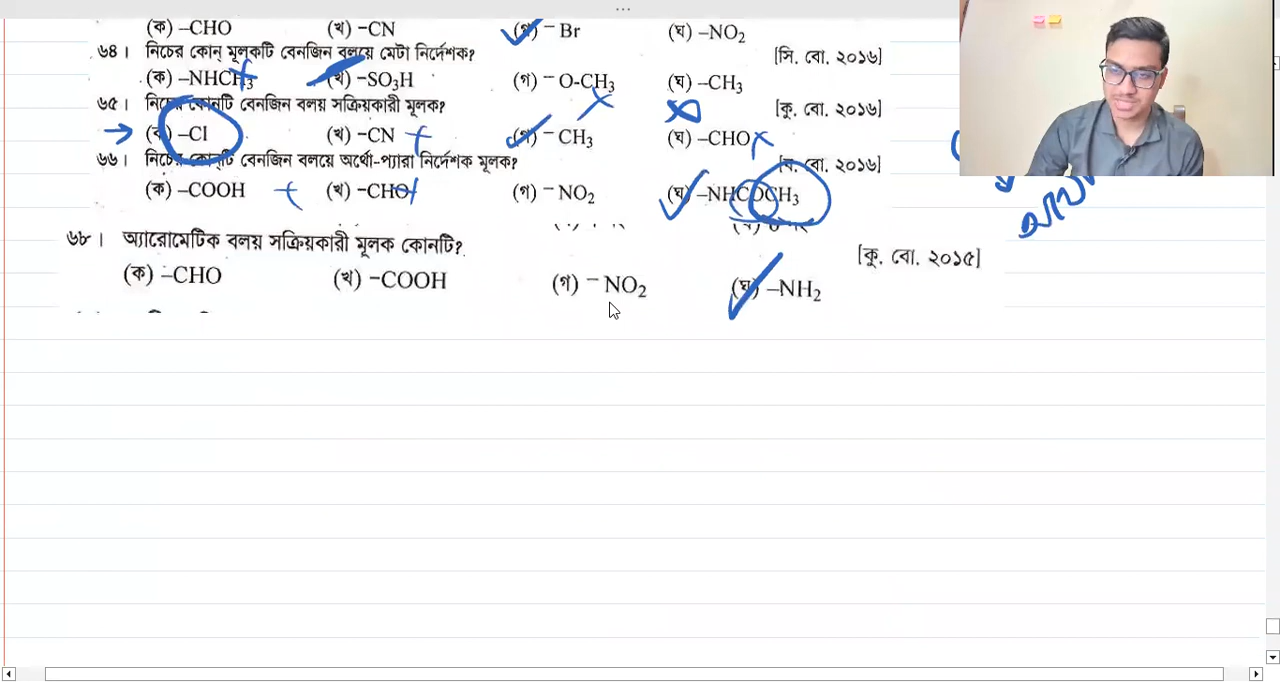 (ক) –CHO (খ) –CN (গ) – Br (ঘ) –NO₂
৬৪। নিচের কোন্ মূলকটি বেনজিন বলয়ে মেটা নির্দেশক? [সি. বো. ২০১৬]
(ক) –NHCH₃ (খ) –SO₃H (গ) – O-CH₃ (ঘ) –CH₃
৬৫। নিচের কোনটি বেনজিন বলয় সক্রিয়কারী মূলক? [কু. বো. ২০১৬]
(ক) –Cl (খ) –CN (গ) – CH₃ (ঘ) –CHO
৬৬। নিচের কোন্টি বেনজিন বলয়ে অর্থো-প্যারা নির্দেশক মূলক? বো. ২০১৬]
(ক) –COOH (খ) –CHO (গ) – NO₂ (ঘ) –NHCOCH₃
৬৮। অ্যারোমেটিক বলয় সক্রিয়কারী মূলক কোনটি? [কু. বো. ২০১৫]
(ক) –CHO (খ) –COOH (গ) – NO₂ (ঘ) –NH₂